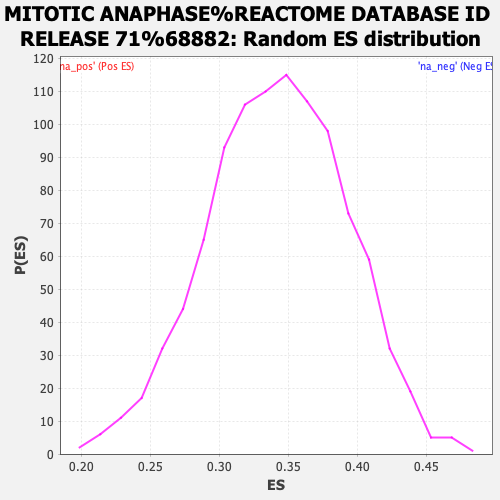 MITOTIC ANAPHASE%REACTOME DATABASE ID
RELEASE 71%68882: Random ES distribution
'na_pos' (Pos ES)
'na_neg' (Neg ES
120
110
100
90
80
70
60
50
40
30
20
10
0
P(ES)
0.20 0.25 0.30 0.35 0.40 0.45
ES